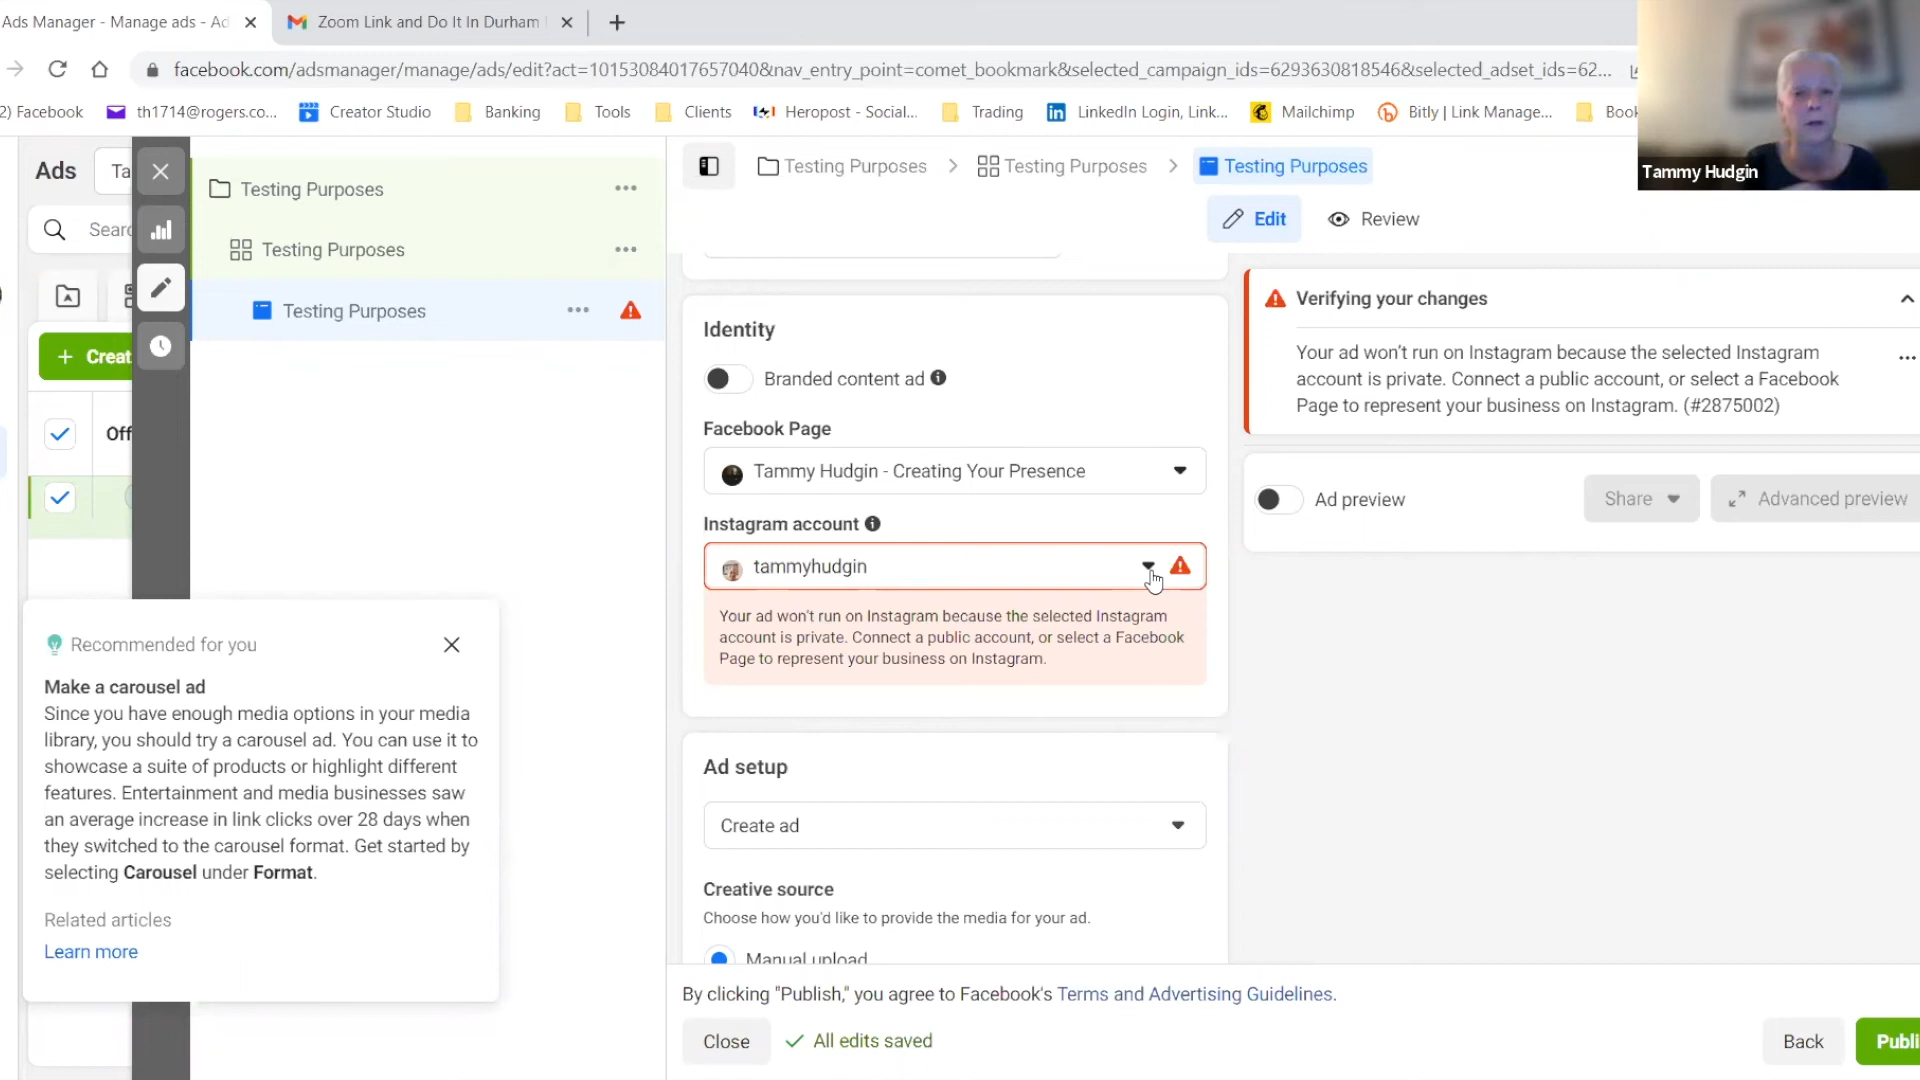 Ads Manager - Manage ads - Ad
Zoom Link and Do It In Durham
facebook.com/adsmanager/manage/ads/edit?act=10153084017657040&nav_entry_point=comet_bookmark&selected_campaign_ids=6293630818546&selected_adset_ids=62...
2) Facebook
th1714@rogers.co...
Creator Studio
Banking
Tools
Clients
Heropost - Social...
Trading
LinkedIn Login, Link...
Mailchimp
Bitly | Link Manage...
Book
Tammy Hudgin
Ads
Ta
Testing Purposes
Testing Purposes
Testing Purposes
Testing Purposes
Testing Purposes
Testing Purposes
Edit
Review
Sear
+ Creat
Off
Identity
Branded content ad
Facebook Page
Tammy Hudgin - Creating Your Presence
Instagram account
tammyhudgin
Your ad won't run on Instagram because the selected Instagram
account is private. Connect a public account, or select a Facebook
Page to represent your business on Instagram.
Verifying your changes
Your ad won't run on Instagram because the selected Instagram
account is private. Connect a public account, or select a Facebook
Page to represent your business on Instagram. (#2875002)
Ad preview
Share
Advanced preview
Recommended for you
Make a carousel ad
Since you have enough media options in your media
library, you should try a carousel ad. You can use it to
showcase a suite of products or highlight different
features. Entertainment and media businesses saw
an average increase in link clicks over 28 days when
they switched to the carousel format. Get started by
selecting Carousel under Format.
Related articles
Learn more
Ad setup
Create ad
Creative source
Choose how you'd like to provide the media for your ad.
Manual upload
By clicking "Publish," you agree to Facebook's Terms and Advertising Guidelines.
Close
All edits saved
Back
Publi